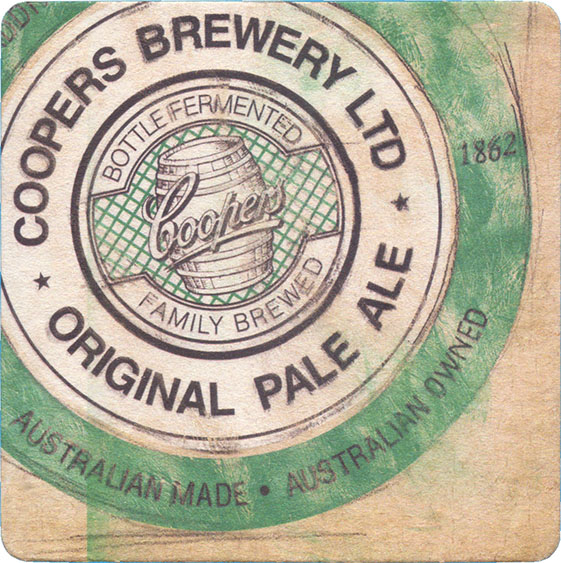 COOPERS BREWERY LTD
BOTTLE FERMENTED
Coopers
FAMILY BREWED
ORIGINAL PALE ALE
1862
AUSTRALIAN MADE • AUSTRALIAN OWNED